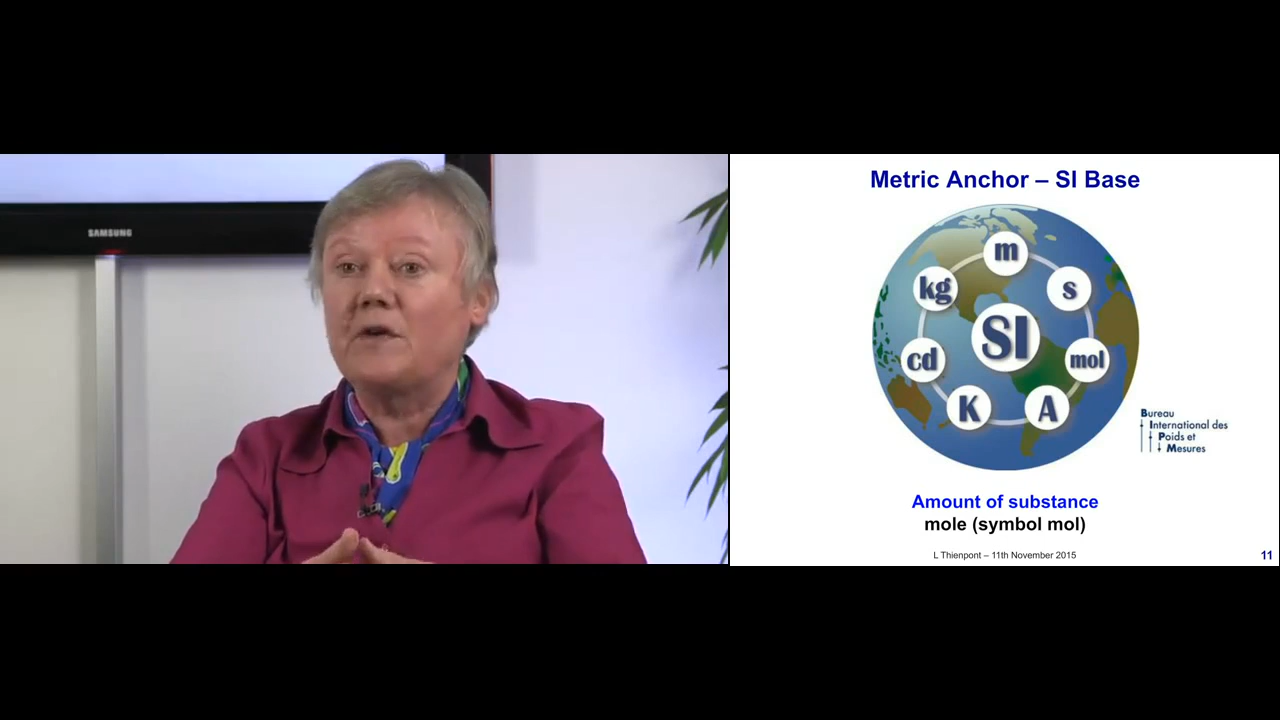 SAMSUNG
Metric Anchor – SI Base
m
kg
s
SI
cd
mol
K
A
Bureau
International des
Poids et
Mesures
Amount of substance
mole (symbol mol)
L Thienpont – 11th November 2015
11